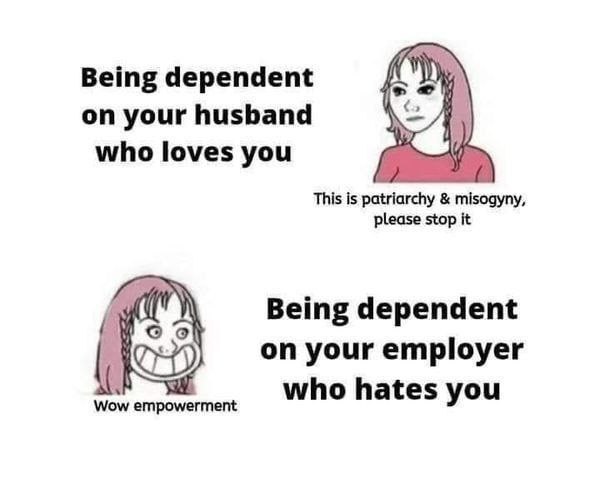 Being dependent
on your husband
who loves you
This is patriarchy & misogyny,
please stop it
Being dependent
on your employer
who hates you
Wow empowerment